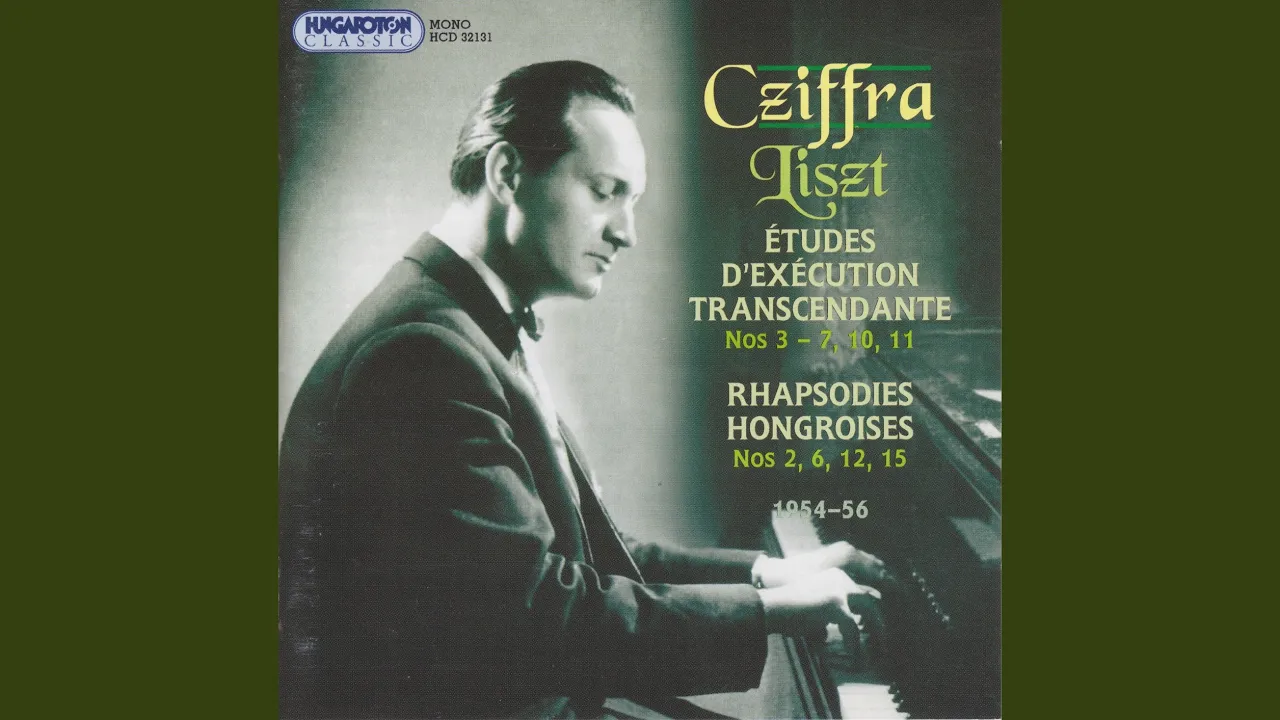 HUNGAROTON
CLASSIC
MONO
HCD 32131
Cziffra
Liszt
ÉTUDES
D'EXÉCUTION
TRANSCENDANTE
Nos 3 – 7, 10, 11
RHAPSODIES
HONGROISES
Nos 2, 6, 12, 15
1954–56